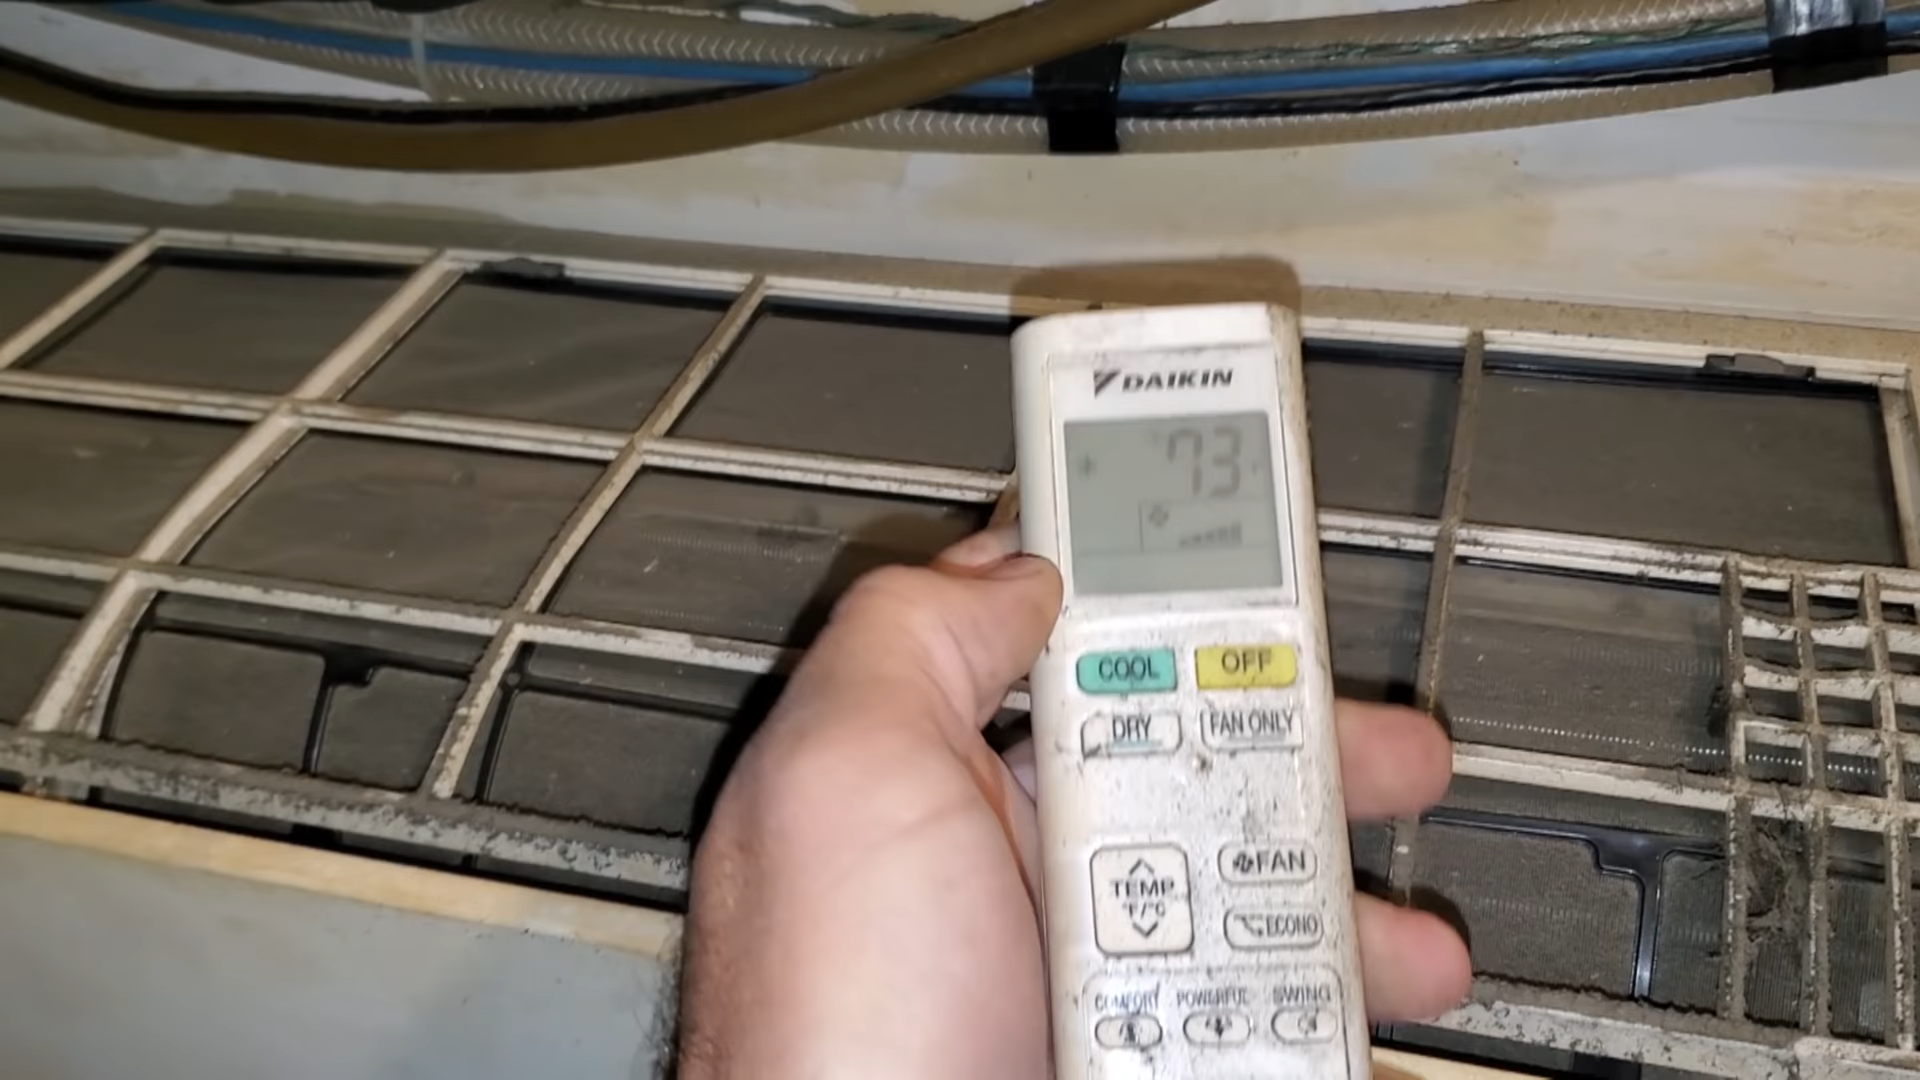 DAIKIN
73
COOL OFF
DRY FAN ONLY
TEMP
°F/°C
FAN
ECONO
COMFORT POWERFUL SWING